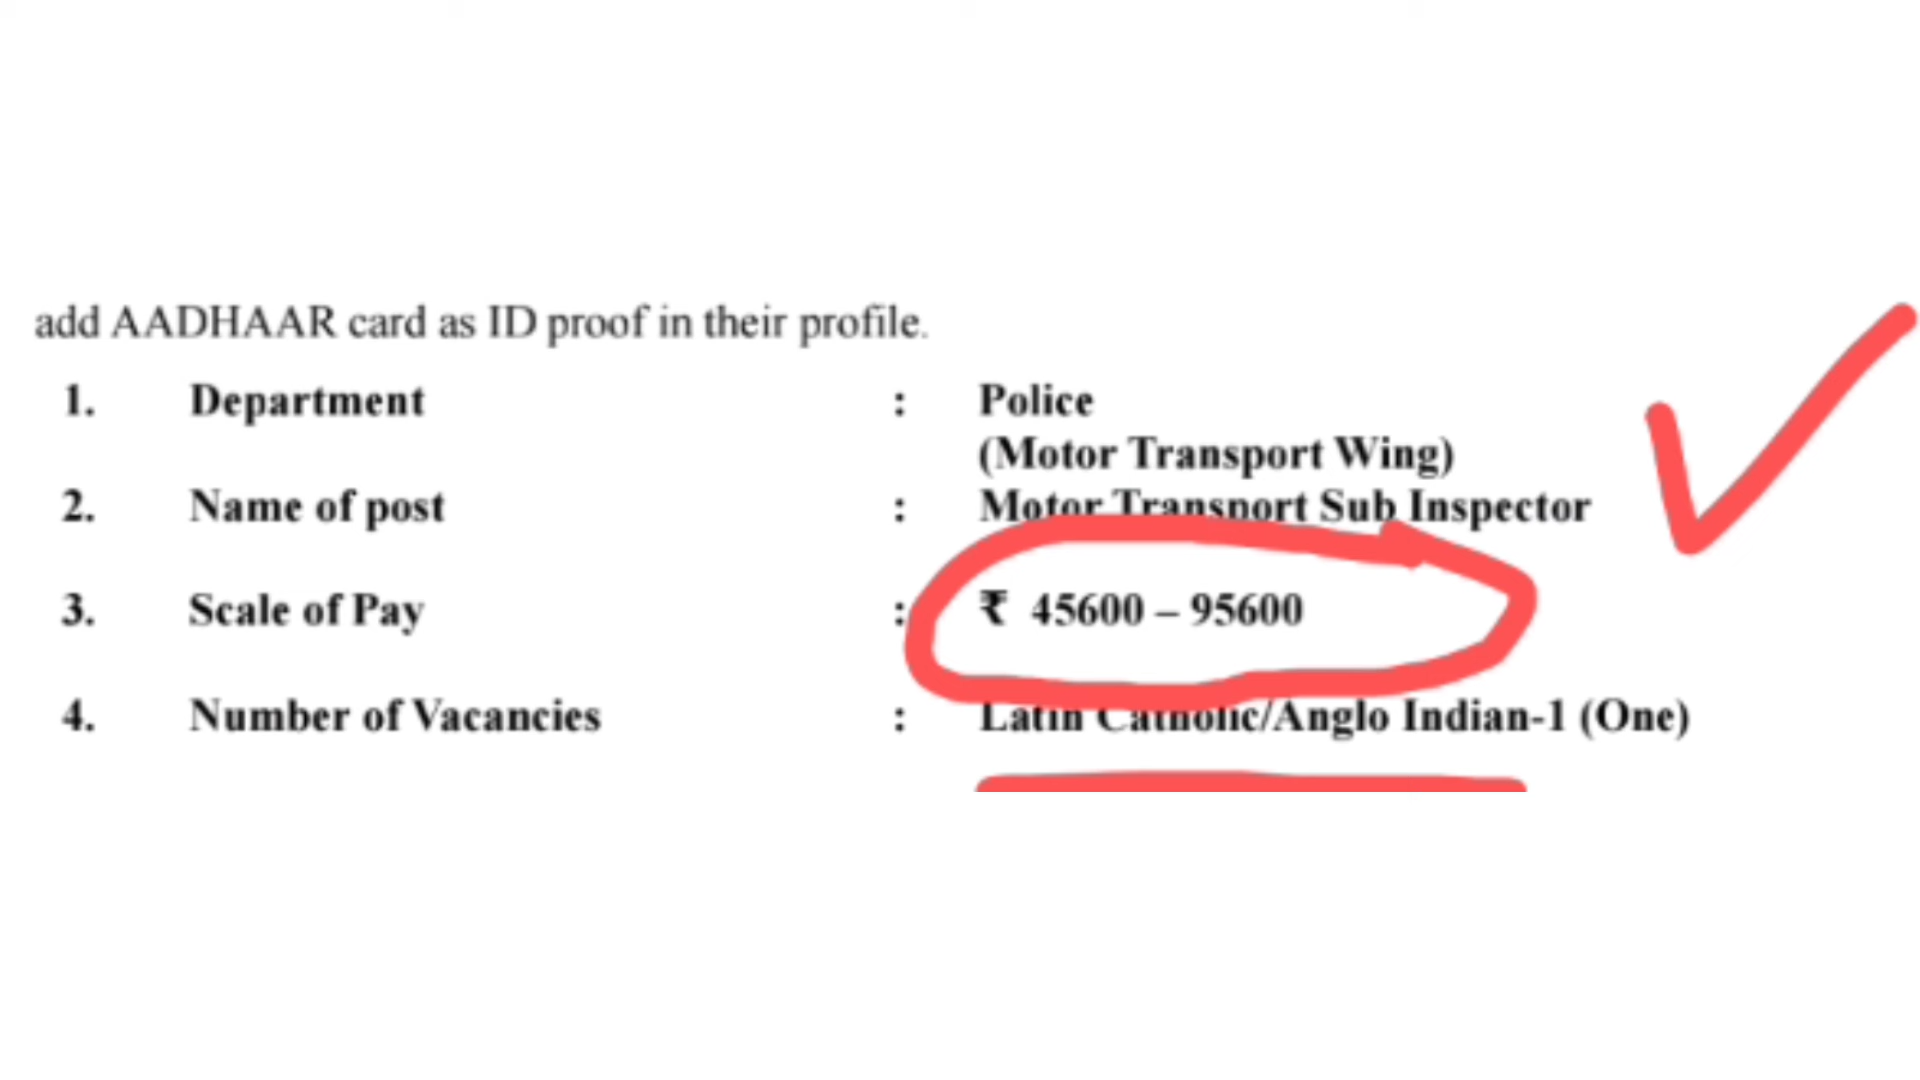 add AADHAAR card as ID proof in their profile.
1. Department : Police
(Motor Transport Wing)
2. Name of post : Motor Transport Sub Inspector
3. Scale of Pay : ₹ 45600 – 95600
4. Number of Vacancies : Latin Catholic/Anglo Indian-1 (One)